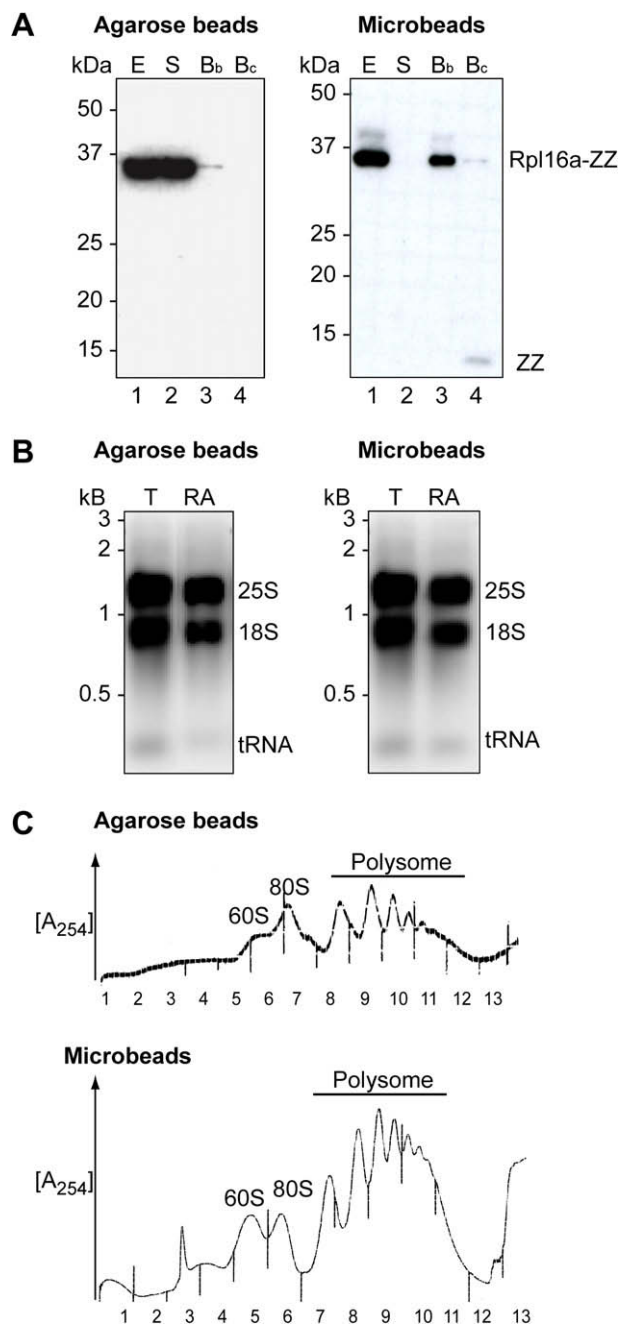 A
Agarose beads
Microbeads
kDa E S Bb Bc
kDa E S Bb Bc
50
37
25
20
15
50
37
25
20
15
Rpl16a-ZZ
ZZ
1 2 3 4
1 2 3 4
B
Agarose beads
Microbeads
kB T RA
kB T RA
3
2
1
0.5
25S
18S
tRNA
3
2
1
0.5
25S
18S
tRNA
C
Agarose beads
Polysome
80S
60S
[A254]
1 2 3 4 5 6 7 8 9 10 11 12 13
Microbeads
Polysome
60S 80S
[A254]
1 2 3 4 5 6 7 8 9 10 11 12 13